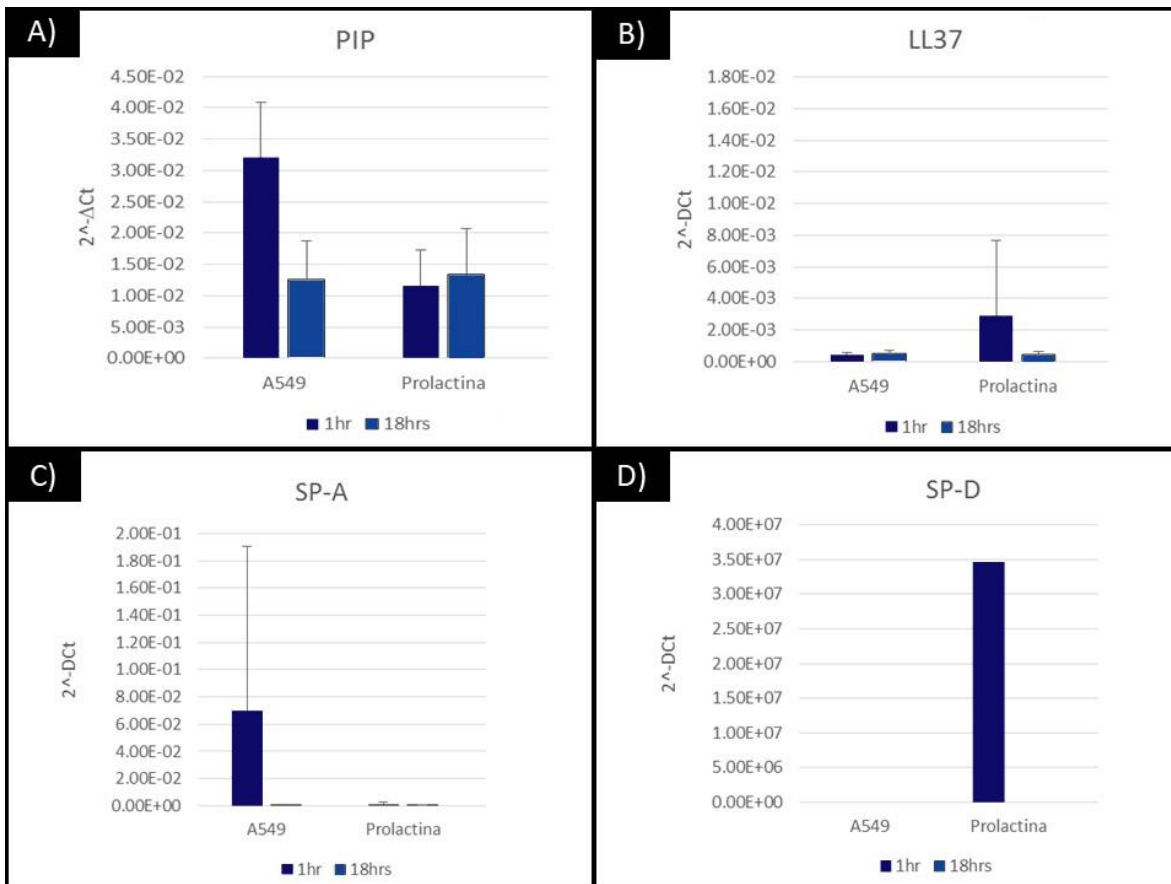 A)
PIP
4.50E-02
4.00E-02
3.50E-02
3.00E-02
2.50E-02
2.00E-02
1.50E-02
1.00E-02
5.00E-03
0.00E+00
2^-ΔCt
A549 Prolactina
1hr 18hrs
B)
LL37
1.80E-02
1.60E-02
1.40E-02
1.20E-02
1.00E-02
8.00E-03
6.00E-03
4.00E-03
2.00E-03
0.00E+00
2^-DCt
A549 Prolactina
1hr 18hrs
C)
SP-A
2.00E-01
1.80E-01
1.60E-01
1.40E-01
1.20E-01
1.00E-01
8.00E-02
6.00E-02
4.00E-02
2.00E-02
0.00E+00
2^-DCt
A549 Prolactina
1hr 18hrs
D)
SP-D
4.00E+07
3.50E+07
3.00E+07
2.50E+07
2.00E+07
1.50E+07
1.00E+07
5.00E+06
0.00E+00
2^-DCt
A549 Prolactina
1hr 18hrs